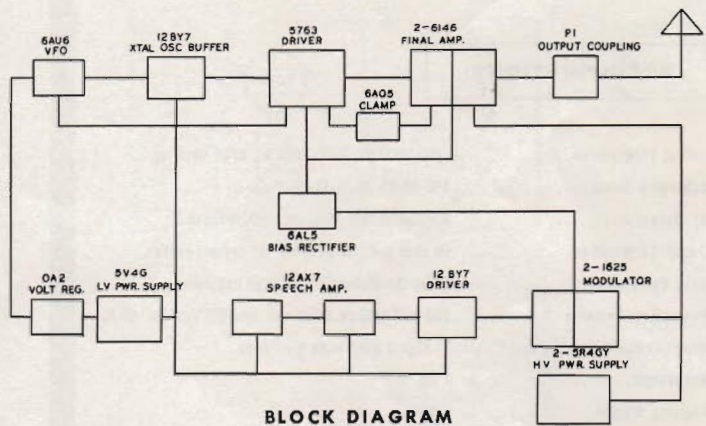 6AU6
VFO
12BY7
XTAL OSC BUFFER
5763
DRIVER
2-6146
FINAL AMP.
PI
OUTPUT COUPLING
6AQ5
CLAMP
6AL5
BIAS RECTIFIER
OA2
VOLT REG.
5V4G
LV PWR. SUPPLY
12AX7
SPEECH AMP.
12BY7
DRIVER
2-1625
MODULATOR
2-5R4GY
HV PWR. SUPPLY
BLOCK DIAGRAM